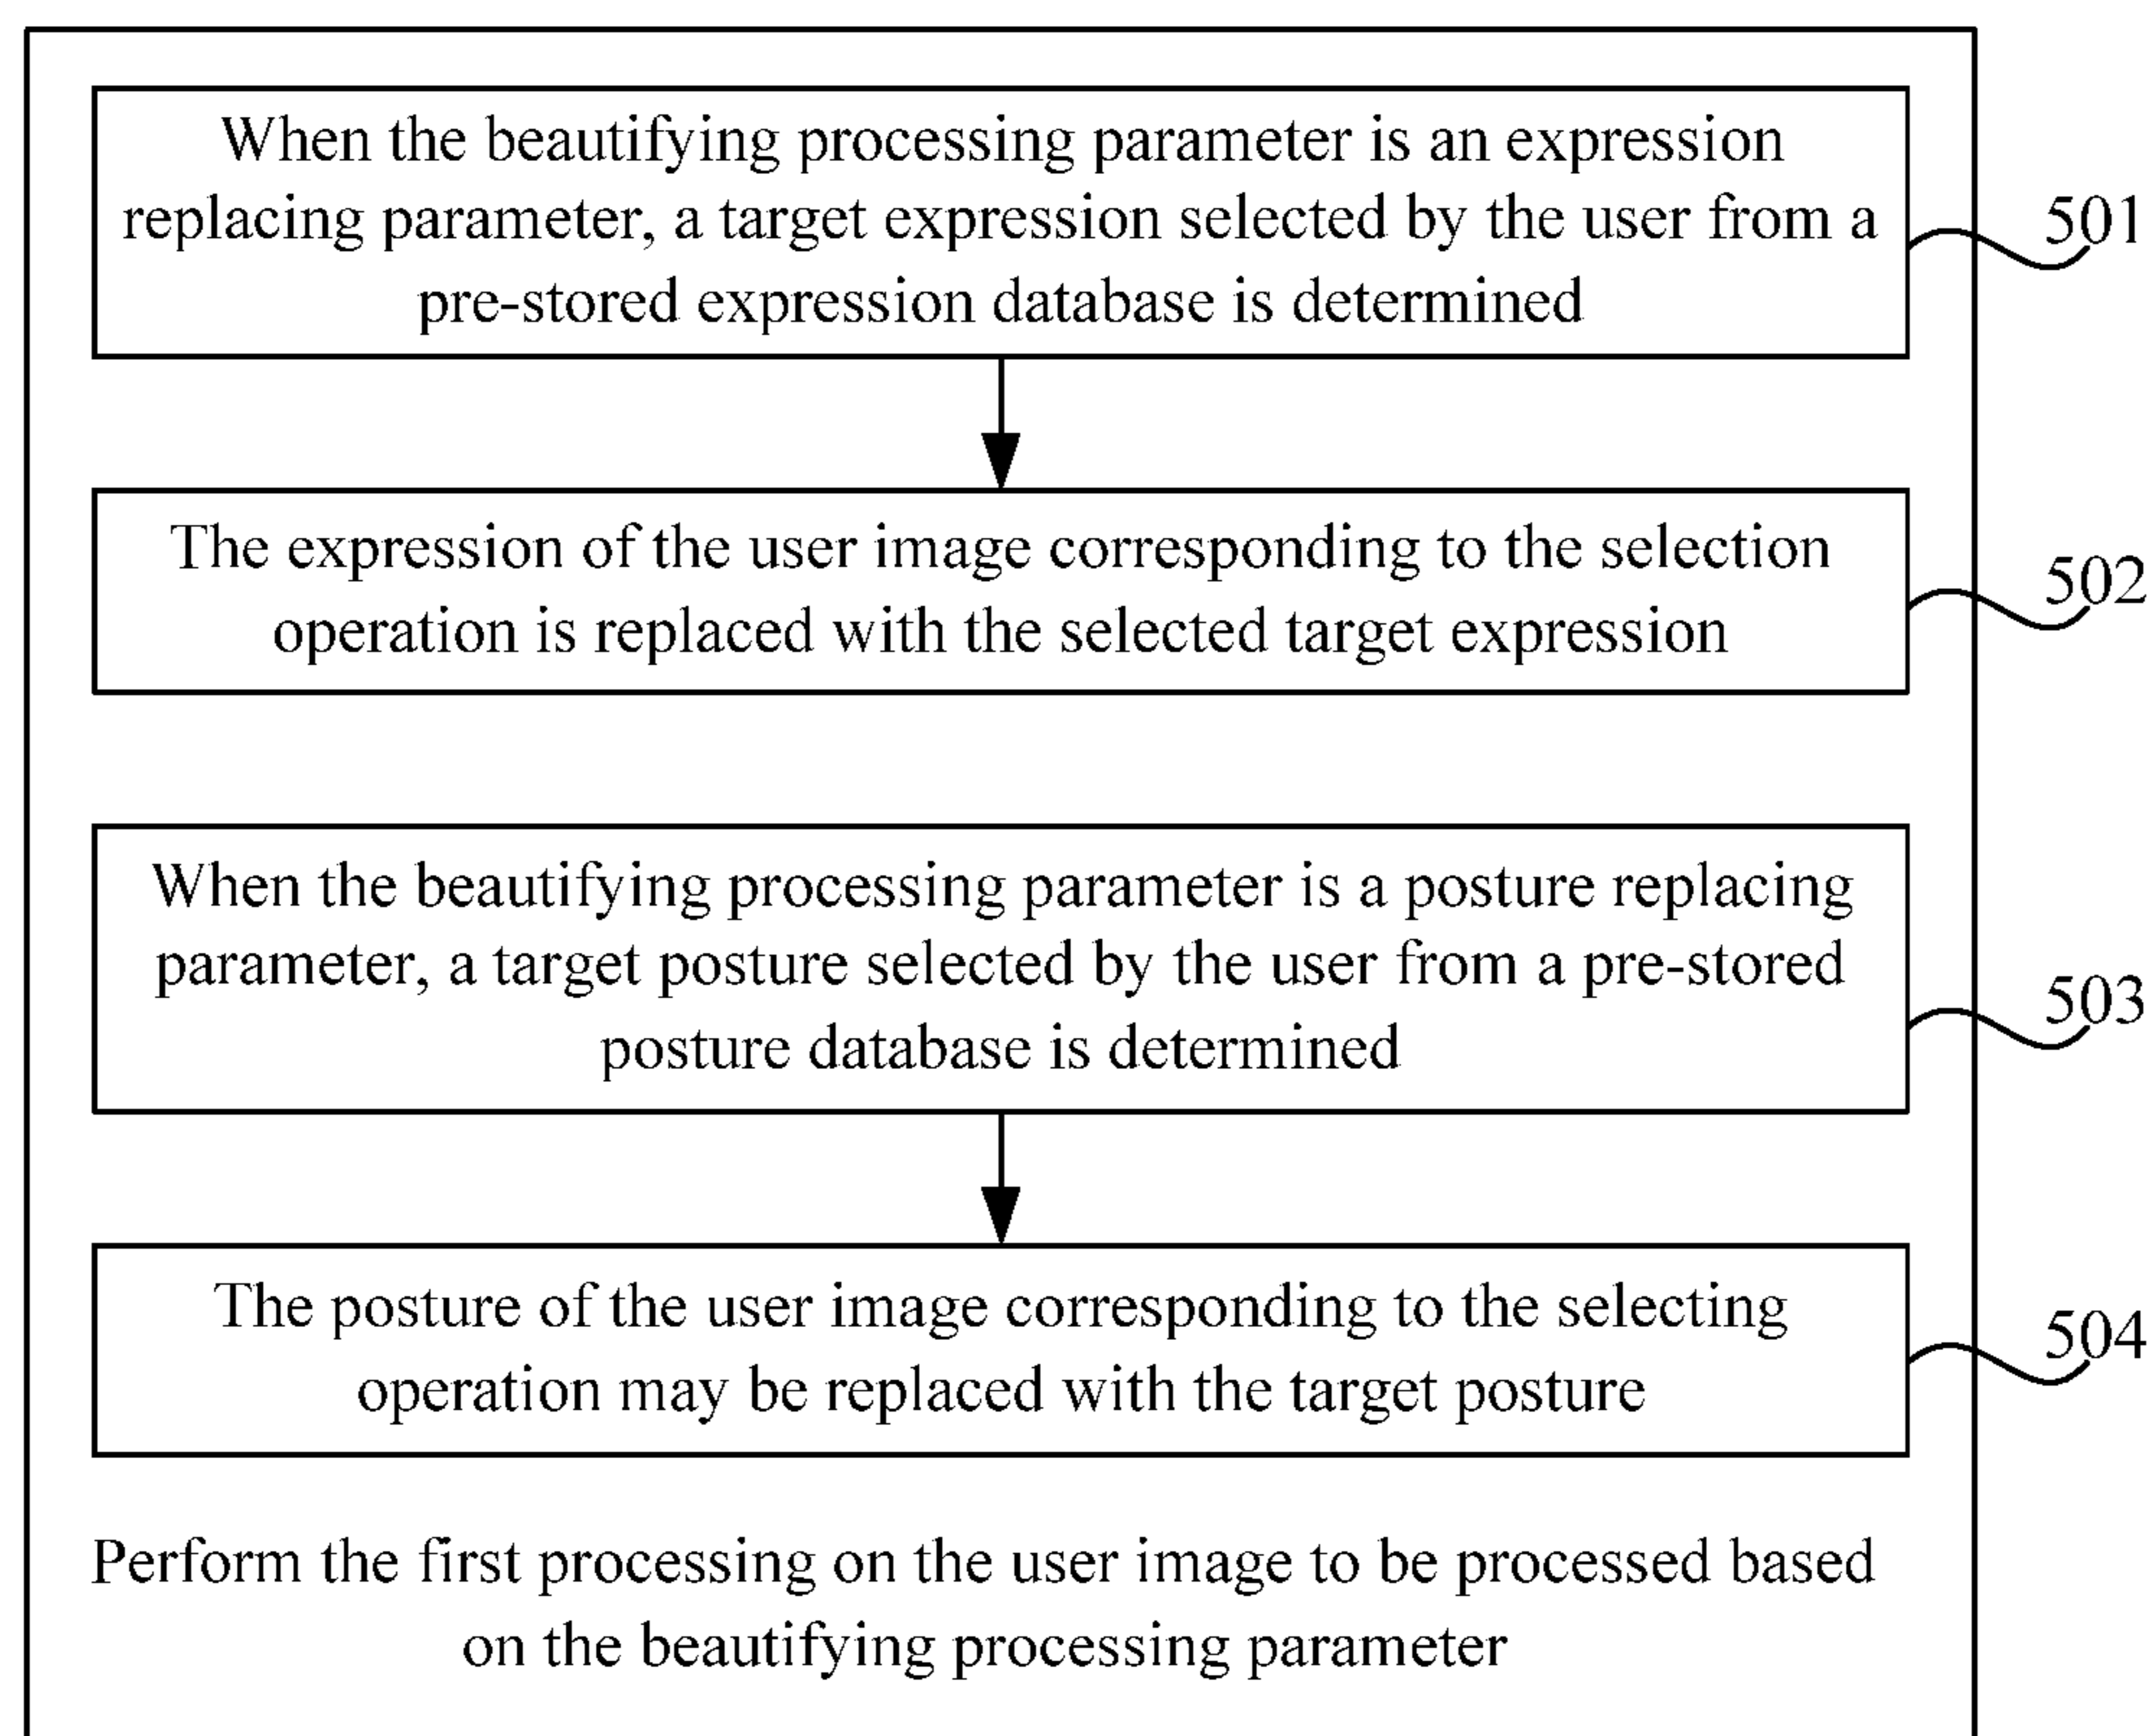 When the beautifying processing parameter is an expression
replacing parameter, a target expression selected by the user from a
pre-stored expression database is determined
501
The expression of the user image corresponding to the selection
operation is replaced with the selected target expression
502
When the beautifying processing parameter is a posture replacing
parameter, a target posture selected by the user from a pre-stored
posture database is determined
503
The posture of the user image corresponding to the selecting
operation may be replaced with the target posture
504
Perform the first processing on the user image to be processed based
on the beautifying processing parameter